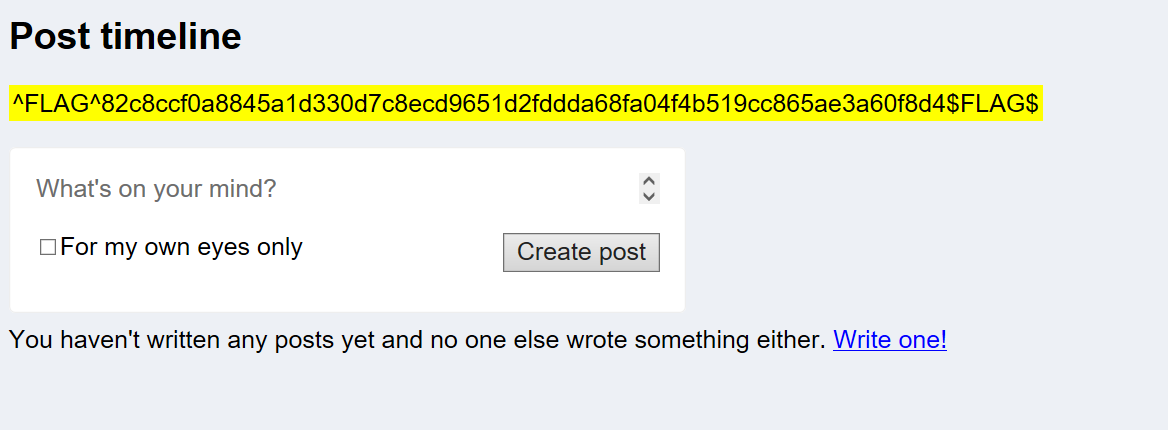 Post timeline
^FLAG^82c8ccf0a8845a1d330d7c8ecd9651d2fddda68fa04f4b519cc865ae3a60f8d4$FLAG$
What's on your mind?
For my own eyes only
Create post
You haven't written any posts yet and no one else wrote something either. Write one!